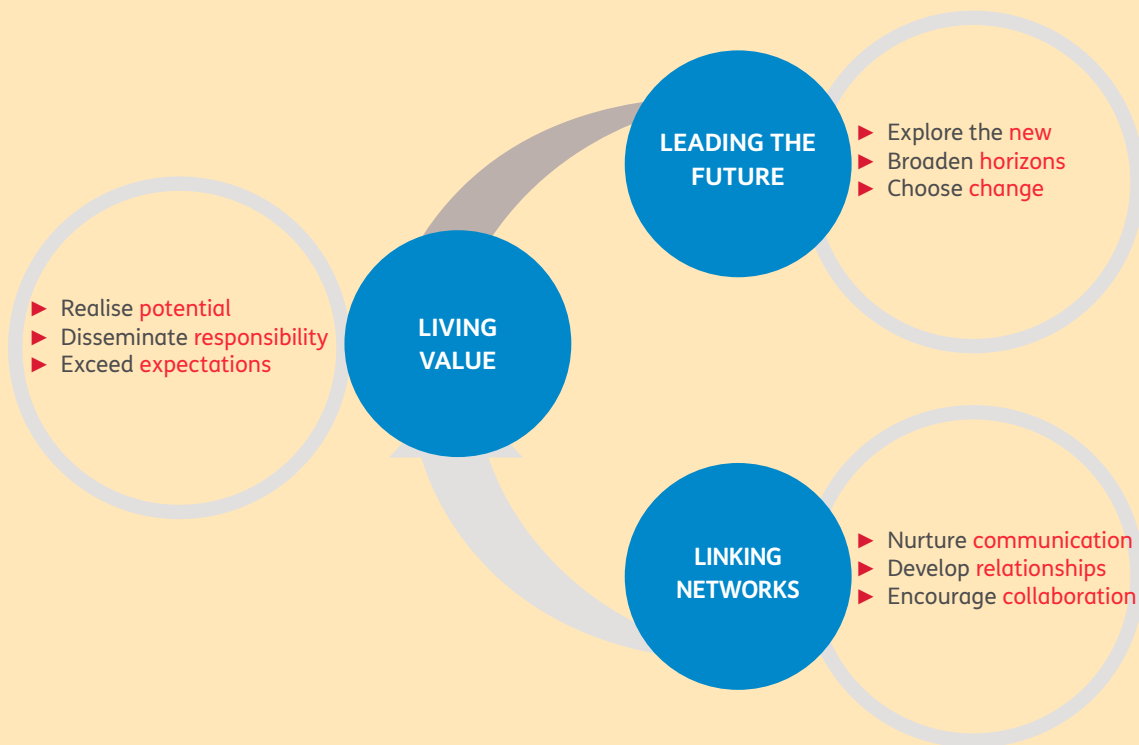 LEADING THE
FUTURE
► Explore the new
► Broaden horizons
► Choose change
► Realise potential
► Disseminate responsibility
► Exceed expectations
LIVING
VALUE
LINKING
NETWORKS
► Nurture communication
► Develop relationships
► Encourage collaboration